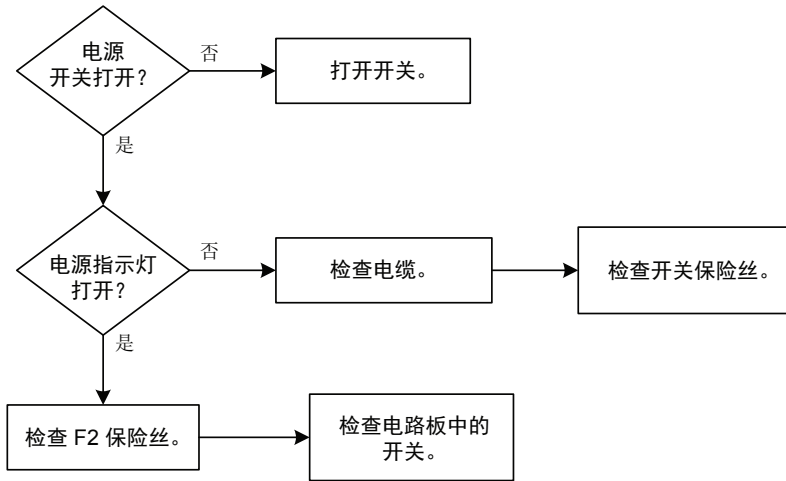 电源
开关打开？
否
打开开关。
是
电源指示灯
打开？
否
检查电缆。
检查开关保险丝。
是
检查 F2 保险丝。
检查电路板中的
开关。